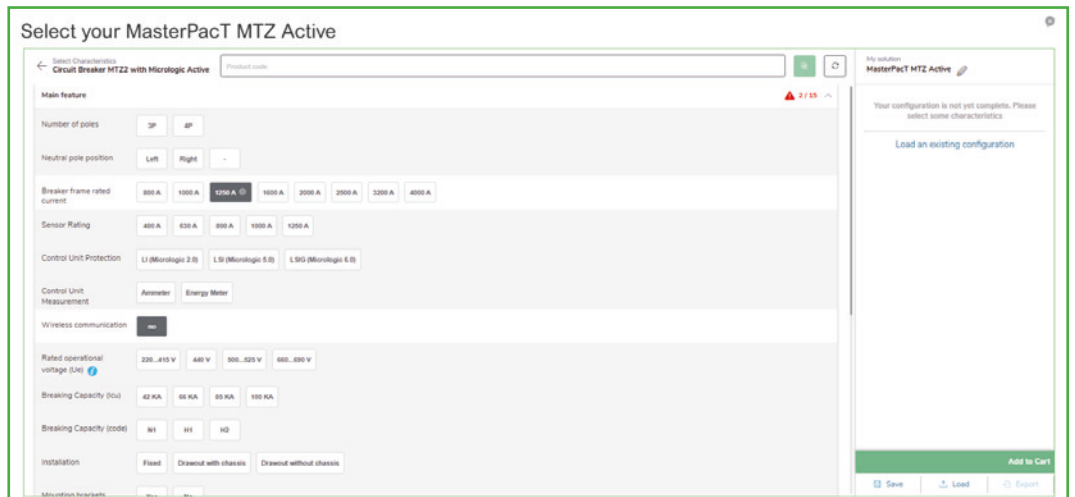 Select your MasterPacT MTZ Active
Select Characteristics
Circuit Breaker MTZ2 with Micrologic Active
Product code
My solution
MasterPacT MTZ Active
Main feature
2 / 15
Your configuration is not yet complete, Please
select some characteristics
Load an existing configuration
Number of poles 3P 4P
Neutral pole position Left Right -
Breaker frame rated
current
800 A 1000 A 1250 A 1600 A 2000 A 2500 A 3200 A 4000 A
Sensor Rating 400 A 630 A 800 A 1000 A 1250 A
Control Unit Protection LI (Micrologic 2.0) LSI (Micrologic 5.0) LSIG (Micrologic 6.0)
Control Unit
Measurement
Ammeter Energy Meter
Wireless communication no
Rated operational
voltage (Ue)
220...415 V 440 V 500...525 V 660...690 V
Breaking Capacity (Icu) 42 KA 66 KA 85 KA 100 KA
Breaking Capacity (code) N1 H1 H2
Installation Fixed Drawout with chassis Drawout without chassis
Mounting brackets Yes No
Add to Cart
Save Load Export